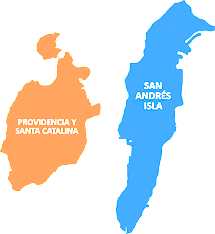 PROVIDENCIA Y
SANTA CATALINA
SAN
ANDRÉS
ISLA